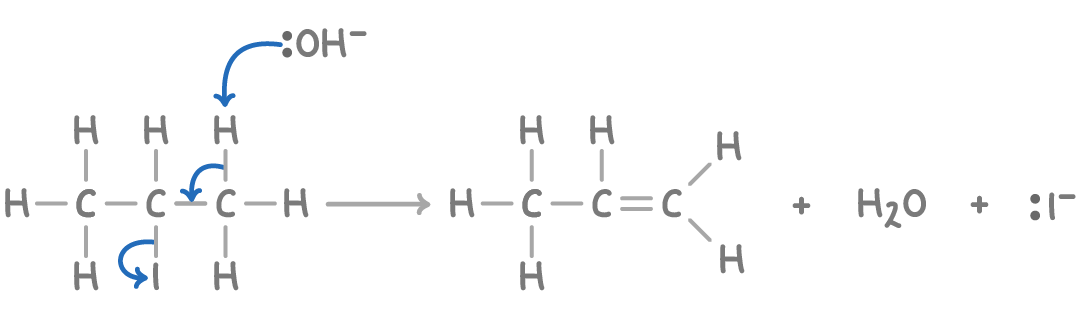 :OH⁻
H H H H
H — C — C — C — H ⟶ H — C — C = C + H₂O + :I⁻
H I H H H